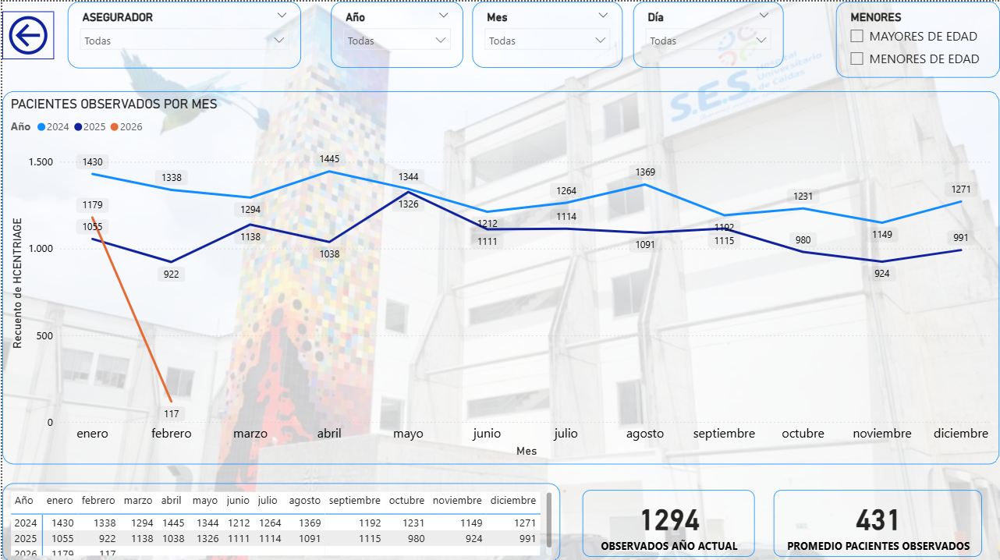 ASEGURADOR
Todas
Año
Todas
Mes
Todas
Día
Todas
MENORES
MAYORES DE EDAD
MENORES DE EDAD
S.E.S.
Hospital
Universitario
de Caldas
PACIENTES OBSERVADOS POR MES
Año 2024 2025 2026
Recuento de HCENTRIAGE
1.500
1.000
500
0
1430 1338 1294 1445 1344 1212 1264 1369 1192 1231 1149 1271
1055 922 1138 1038 1326 1111 1114 1091 1115 980 924 991
1179 117
enero febrero marzo abril mayo junio julio agosto septiembre octubre noviembre diciembre
Mes
Año enero febrero marzo abril mayo junio julio agosto septiembre octubre noviembre diciembre
2024 1430 1338 1294 1445 1344 1212 1264 1369 1192 1231 1149 1271
2025 1055 922 1138 1038 1326 1111 1114 1091 1115 980 924 991
2026 1179 117
1294
OBSERVADOS AÑO ACTUAL
431
PROMEDIO PACIENTES OBSERVADOS